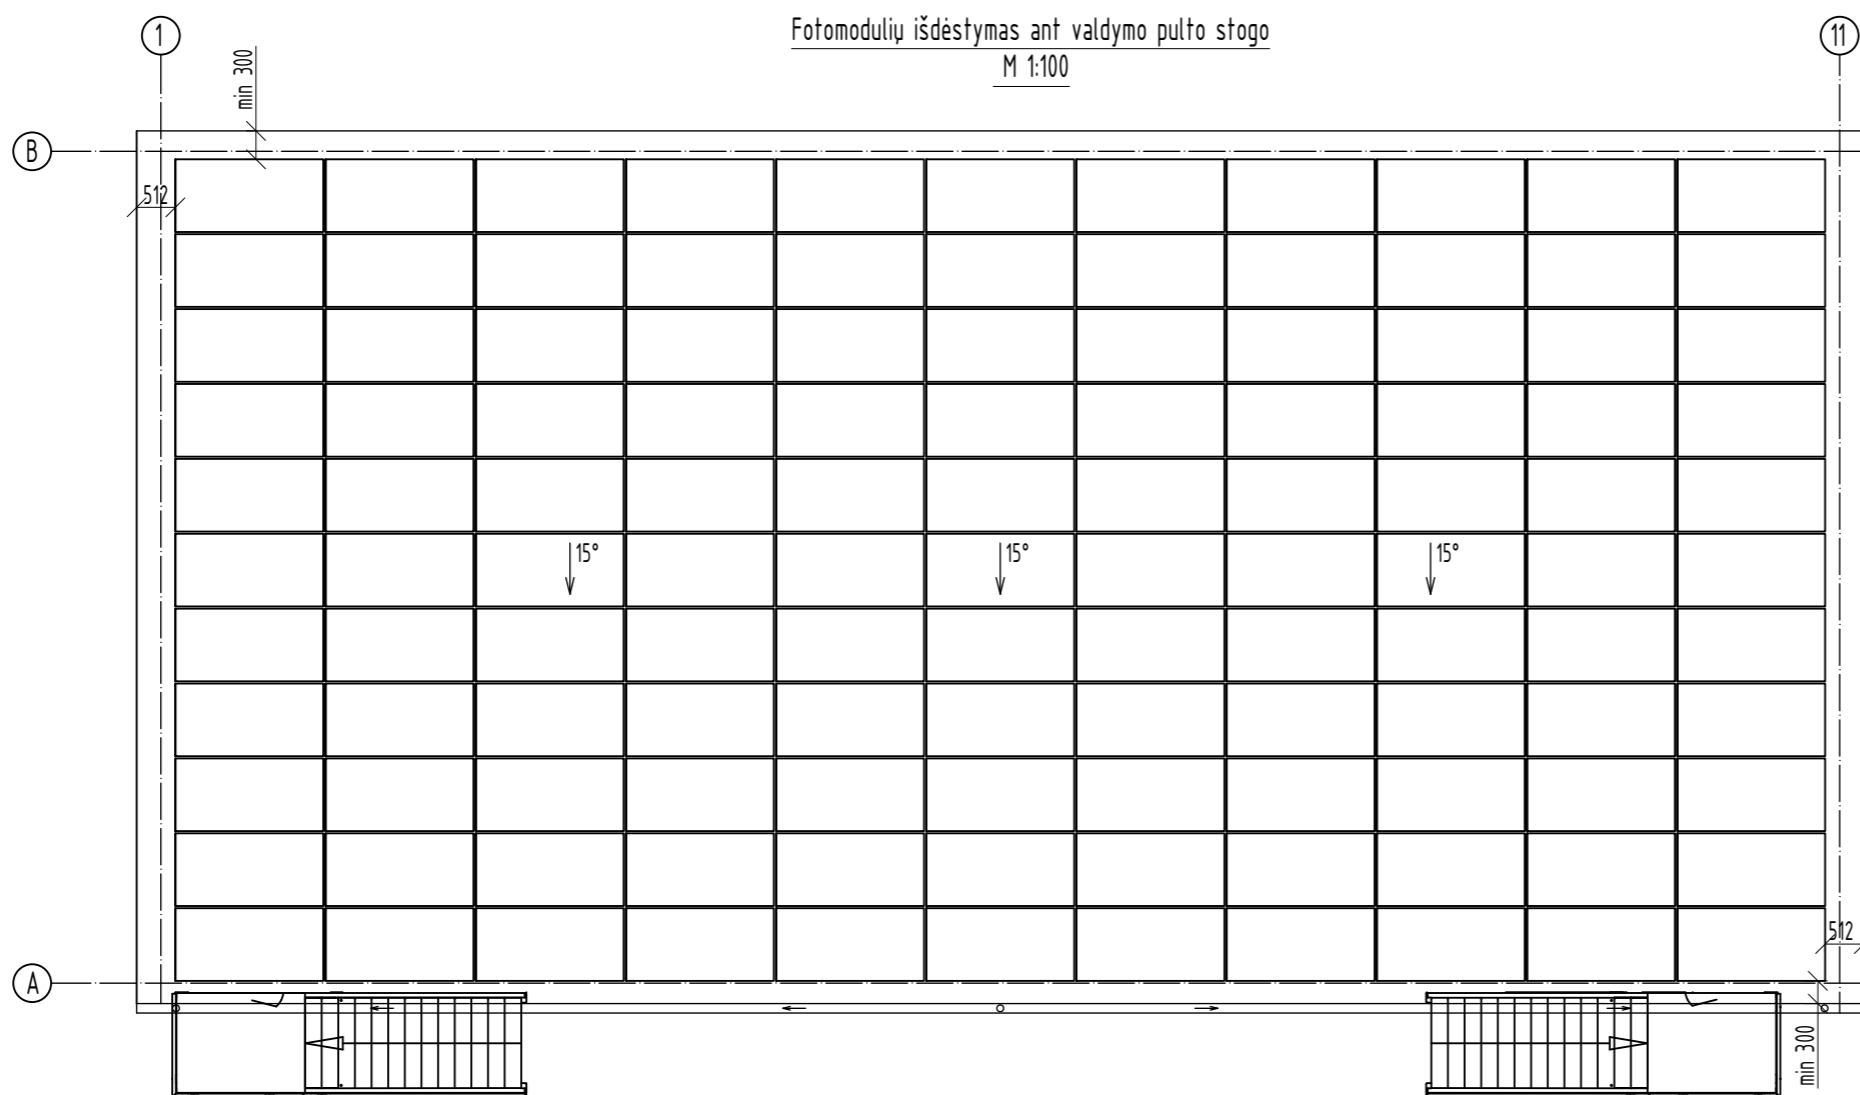 Fotomodulių išdėstymas ant valdymo pulto stogo
M 1:100
1
11
min 300
B
512
15°
15°
15°
512
A
min 300